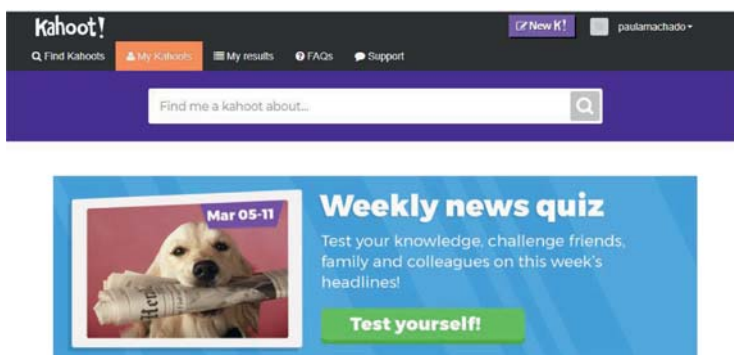 Kahoot!
New K!
paulamachado
Find Kahoots
My Kahoots
My results
FAQs
Support
Find me a kahoot about...
Mar 05-11
Weekly news quiz
Test your knowledge, challenge friends,
family and colleagues on this week's
headlines!
Test yourself!